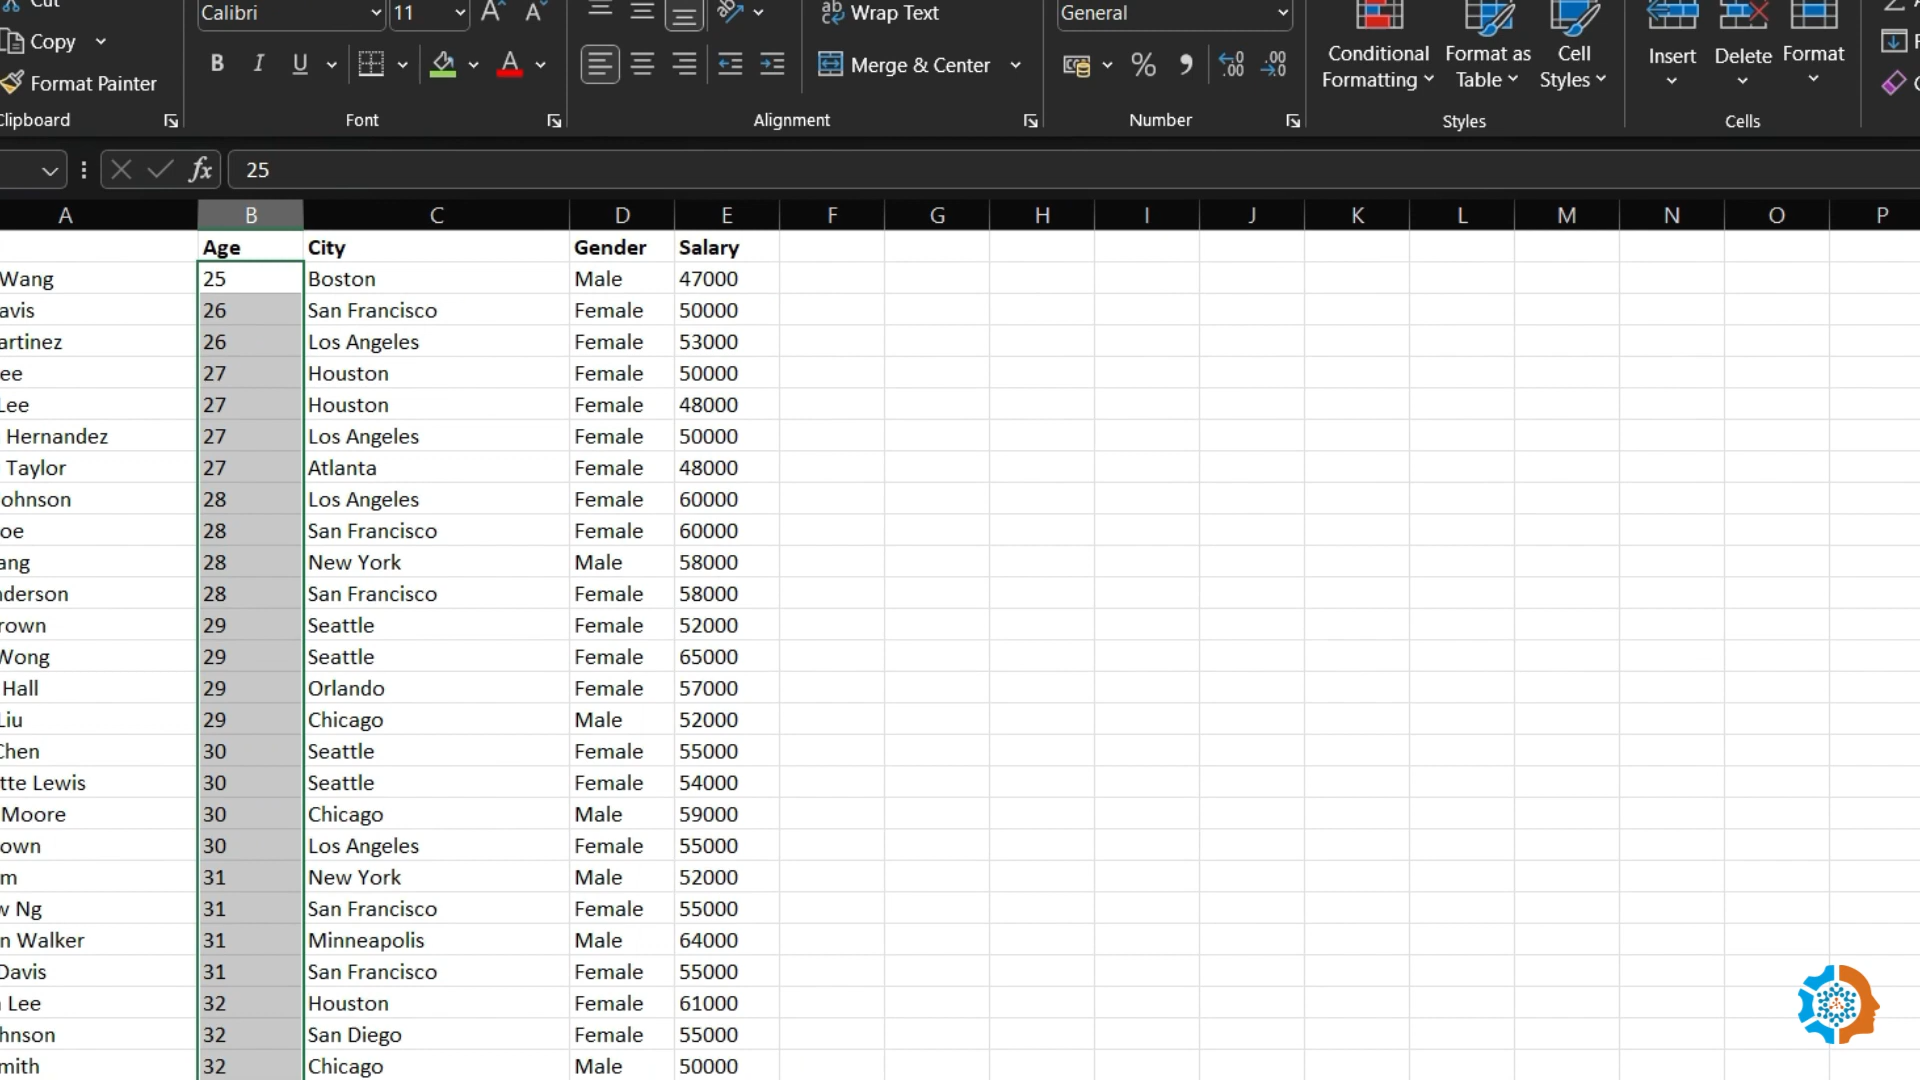 Calibri 11 Wrap Text General
Copy
B I U A Merge & Center % Conditional Formatting Format as Table Cell Styles Insert Delete Format
Format Painter
Clipboard Font Alignment Number Styles Cells
fx 25
A B C D E F G H I J K L M N O P
Age City Gender Salary
Wang 25 Boston Male 47000
avis 26 San Francisco Female 50000
artinez 26 Los Angeles Female 53000
ee 27 Houston Female 50000
Lee 27 Houston Female 48000
Hernandez 27 Los Angeles Female 50000
Taylor 27 Atlanta Female 48000
ohnson 28 Los Angeles Female 60000
oe 28 San Francisco Female 60000
ang 28 New York Male 58000
nderson 28 San Francisco Female 58000
rown 29 Seattle Female 52000
Wong 29 Seattle Female 65000
Hall 29 Orlando Female 57000
Liu 29 Chicago Male 52000
Chen 30 Seattle Female 55000
tte Lewis 30 Seattle Female 54000
Moore 30 Chicago Male 59000
own 30 Los Angeles Female 55000
m 31 New York Male 52000
w Ng 31 San Francisco Female 55000
n Walker 31 Minneapolis Male 64000
Davis 31 San Francisco Female 55000
Lee 32 Houston Female 61000
hnson 32 San Diego Female 55000
mith 32 Chicago Male 50000